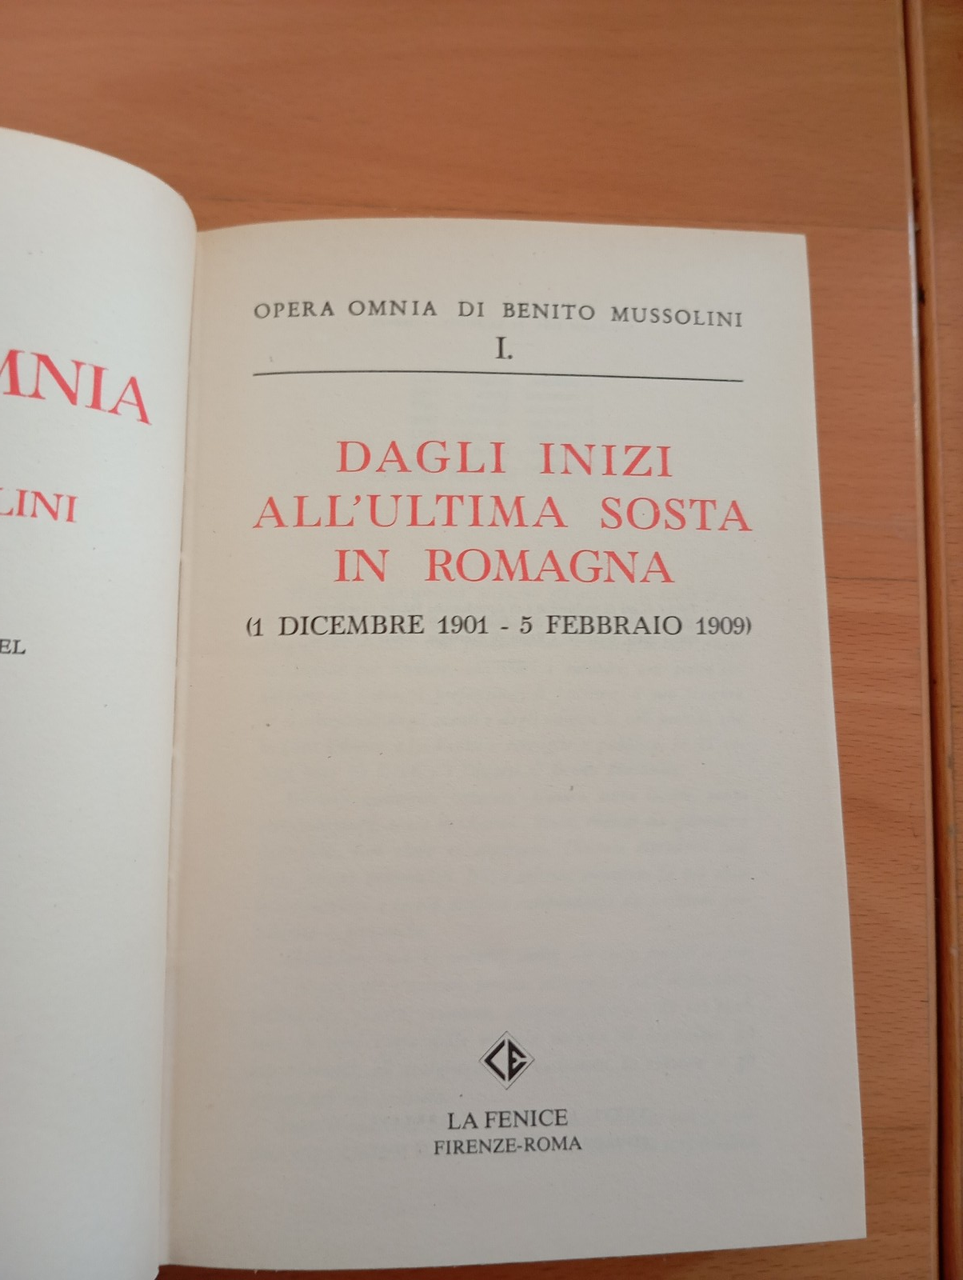 MNIA
LINI
EL
OPERA OMNIA DI BENITO MUSSOLINI
I.
DAGLI INIZI
ALL'ULTIMA SOSTA
IN ROMAGNA
(1 DICEMBRE 1901 - 5 FEBBRAIO 1909)
LA FENICE
FIRENZE-ROMA